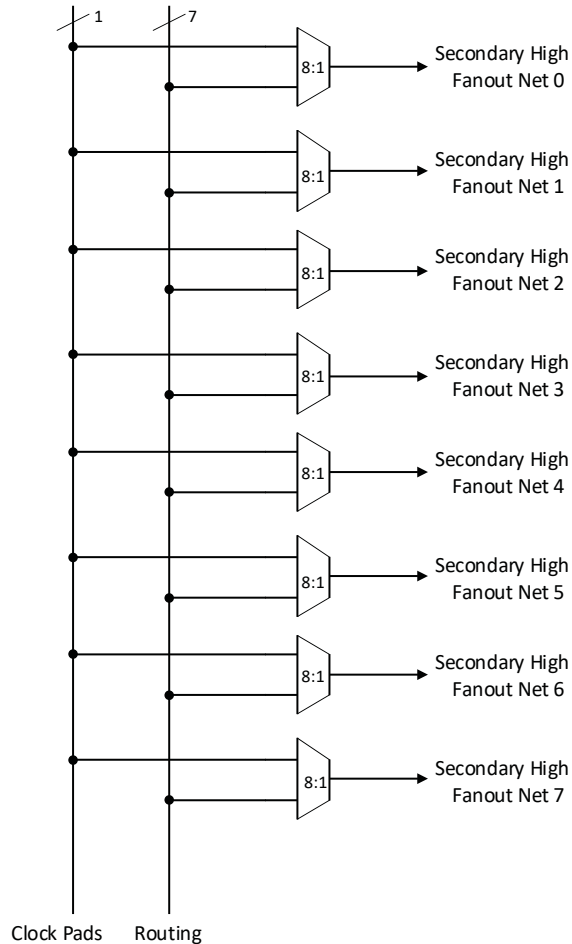 1
7
8:1
Secondary High
Fanout Net 0
8:1
Secondary High
Fanout Net 1
8:1
Secondary High
Fanout Net 2
8:1
Secondary High
Fanout Net 3
8:1
Secondary High
Fanout Net 4
8:1
Secondary High
Fanout Net 5
8:1
Secondary High
Fanout Net 6
8:1
Secondary High
Fanout Net 7
Clock Pads
Routing